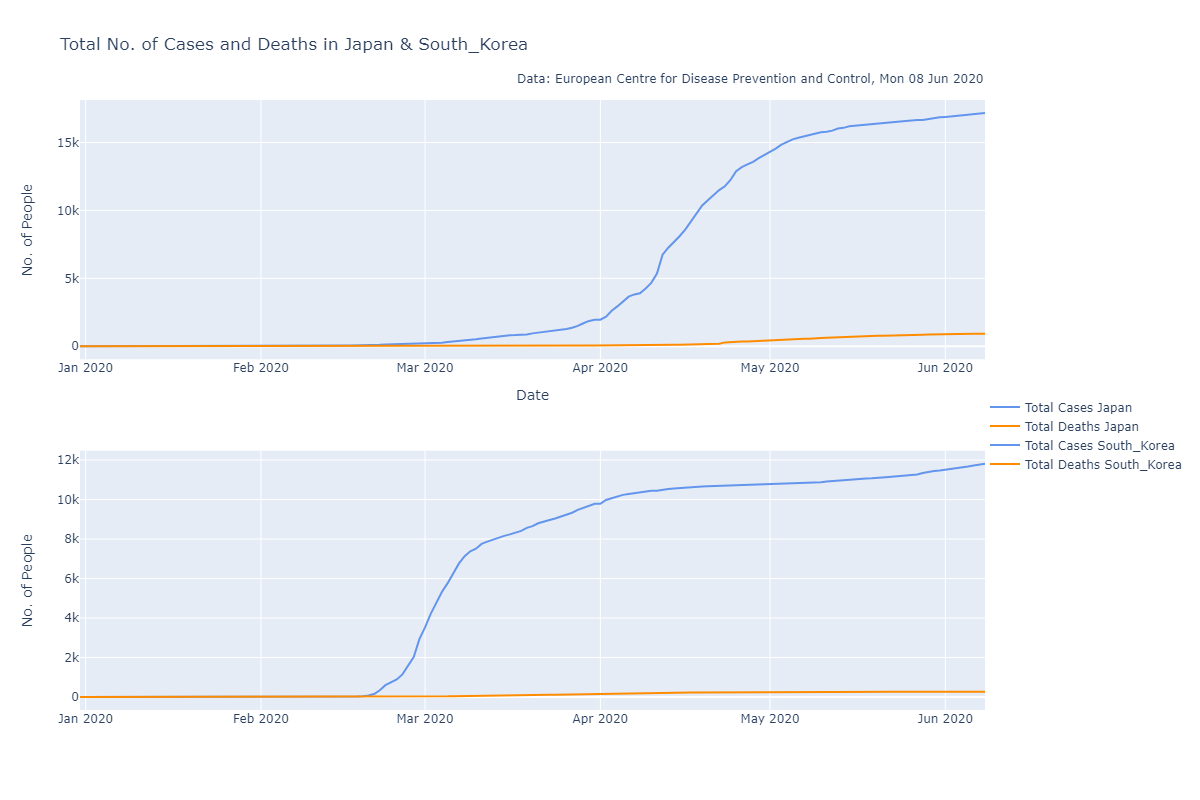 Total No. of Cases and Deaths in Japan & South_Korea
Data: European Centre for Disease Prevention and Control, Mon 08 Jun 2020
No. of People
15k
10k
5k
0
Jan 2020 Feb 2020 Mar 2020 Apr 2020 May 2020 Jun 2020
Date
Total Cases Japan
Total Deaths Japan
Total Cases South_Korea
Total Deaths South_Korea
No. of People
12k
10k
8k
6k
4k
2k
0
Jan 2020 Feb 2020 Mar 2020 Apr 2020 May 2020 Jun 2020